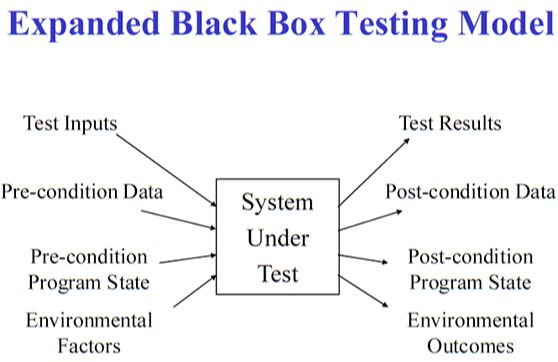 Expanded Black Box Testing Model
Test Inputs
Test Results
Pre-condition Data
Post-condition Data
System
Under
Test
Pre-condition
Program State
Post-condition
Program State
Environmental
Factors
Environmental
Outcomes